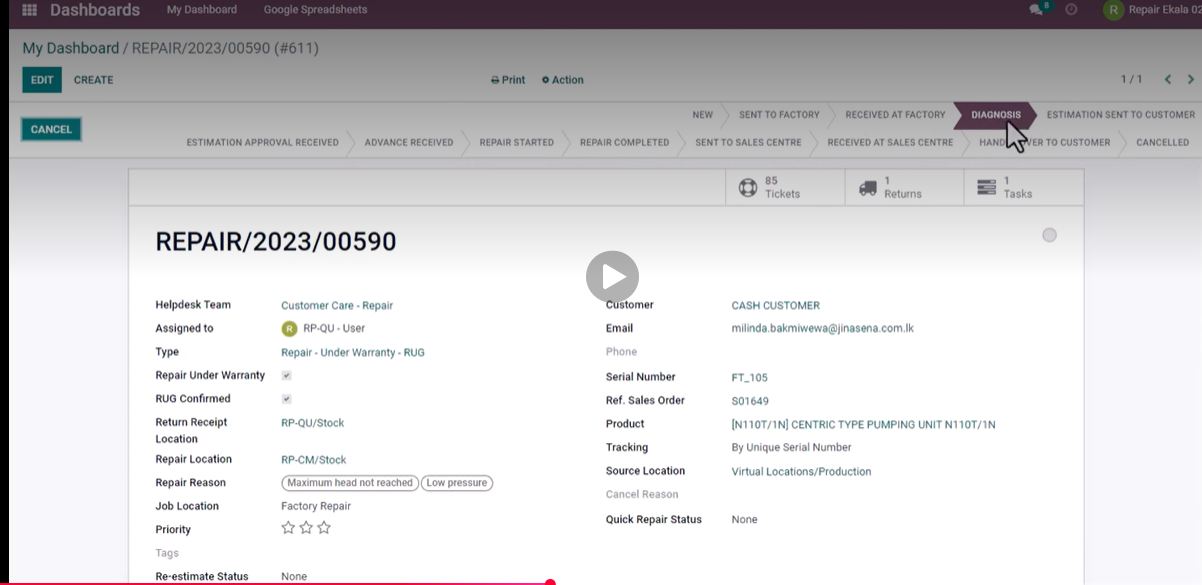 Dashboards My Dashboard Google Spreadsheets 8 R Repair Ekala 02
My Dashboard / REPAIR/2023/00590 (#611)
EDIT CREATE Print Action 1 / 1
CANCEL
NEW SENT TO FACTORY RECEIVED AT FACTORY DIAGNOSIS ESTIMATION SENT TO CUSTOMER
ESTIMATION APPROVAL RECEIVED ADVANCE RECEIVED REPAIR STARTED REPAIR COMPLETED SENT TO SALES CENTRE RECEIVED AT SALES CENTRE TO CUSTOMER CANCELLED
85 Tickets
1 Returns
1 Tasks
REPAIR/2023/00590
Helpdesk Team Customer Care - Repair
Assigned to R RP-QU - User
Type Repair - Under Warranty - RUG
Repair Under Warranty
RUG Confirmed
Return Receipt Location RP-QU/Stock
Repair Location RP-CM/Stock
Repair Reason Maximum head not reached Low pressure
Job Location Factory Repair
Priority
Tags
Re-estimate Status None
Customer CASH CUSTOMER
Email milinda.bakmiwewa@jinasena.com.lk
Phone
Serial Number FT_105
Ref. Sales Order S01649
Product [N110T/1N] CENTRIC TYPE PUMPING UNIT N110T/1N
Tracking By Unique Serial Number
Source Location Virtual Locations/Production
Cancel Reason
Quick Repair Status None